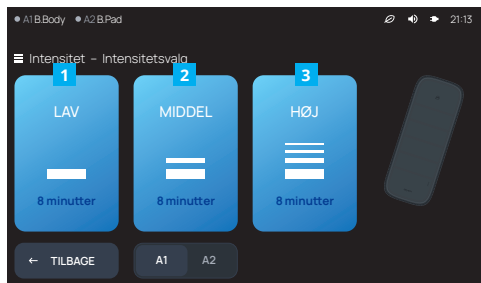 A1 B.Body A2 B.Pad 21:13
Intensitet – Intensitetsvalg
1 2 3
LAV MIDDEL HØJ
8 minutter 8 minutter 8 minutter
← TILBAGE A1 A2